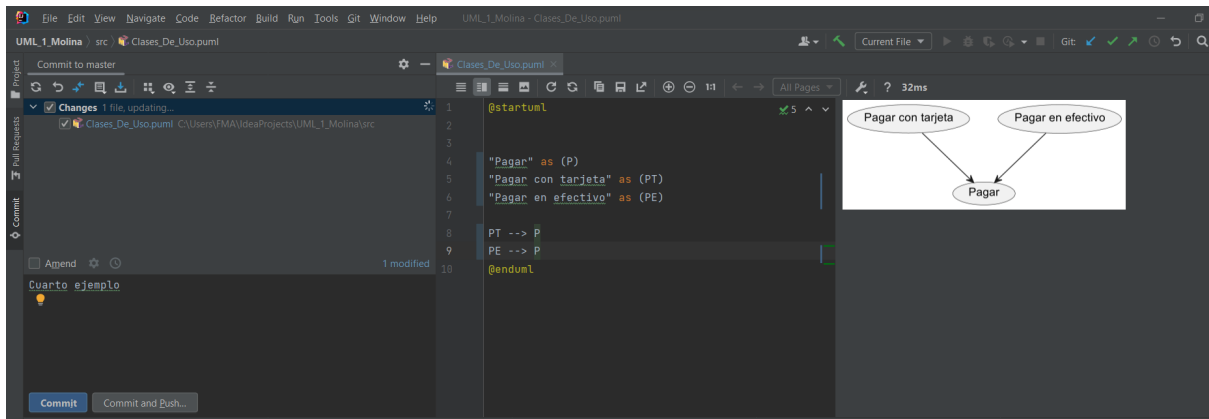 File Edit View Navigate Code Refactor Build Run Tools Git Window Help UML_1_Molina - Clases_De_Uso.puml
UML_1_Molina src Clases_De_Uso.puml Current File Git:
Project
Pull Requests
Commit
Commit to master
Changes 1 file, updating...
Clases_De_Uso.puml C:\Users\FMA\IdeaProjects\UML_1_Molina\src
Amend 1 modified
Cuarto ejemplo
Commit Commit and Push...
Clases_De_Uso.puml
1:1 All Pages ? 32ms
1 @startuml 5
2
3
4 "Pagar" as (P)
5 "Pagar con tarjeta" as (PT)
6 "Pagar en efectivo" as (PE)
7
8 PT --> P
9 PE --> P
10 @enduml
Pagar con tarjeta Pagar en efectivo
Pagar